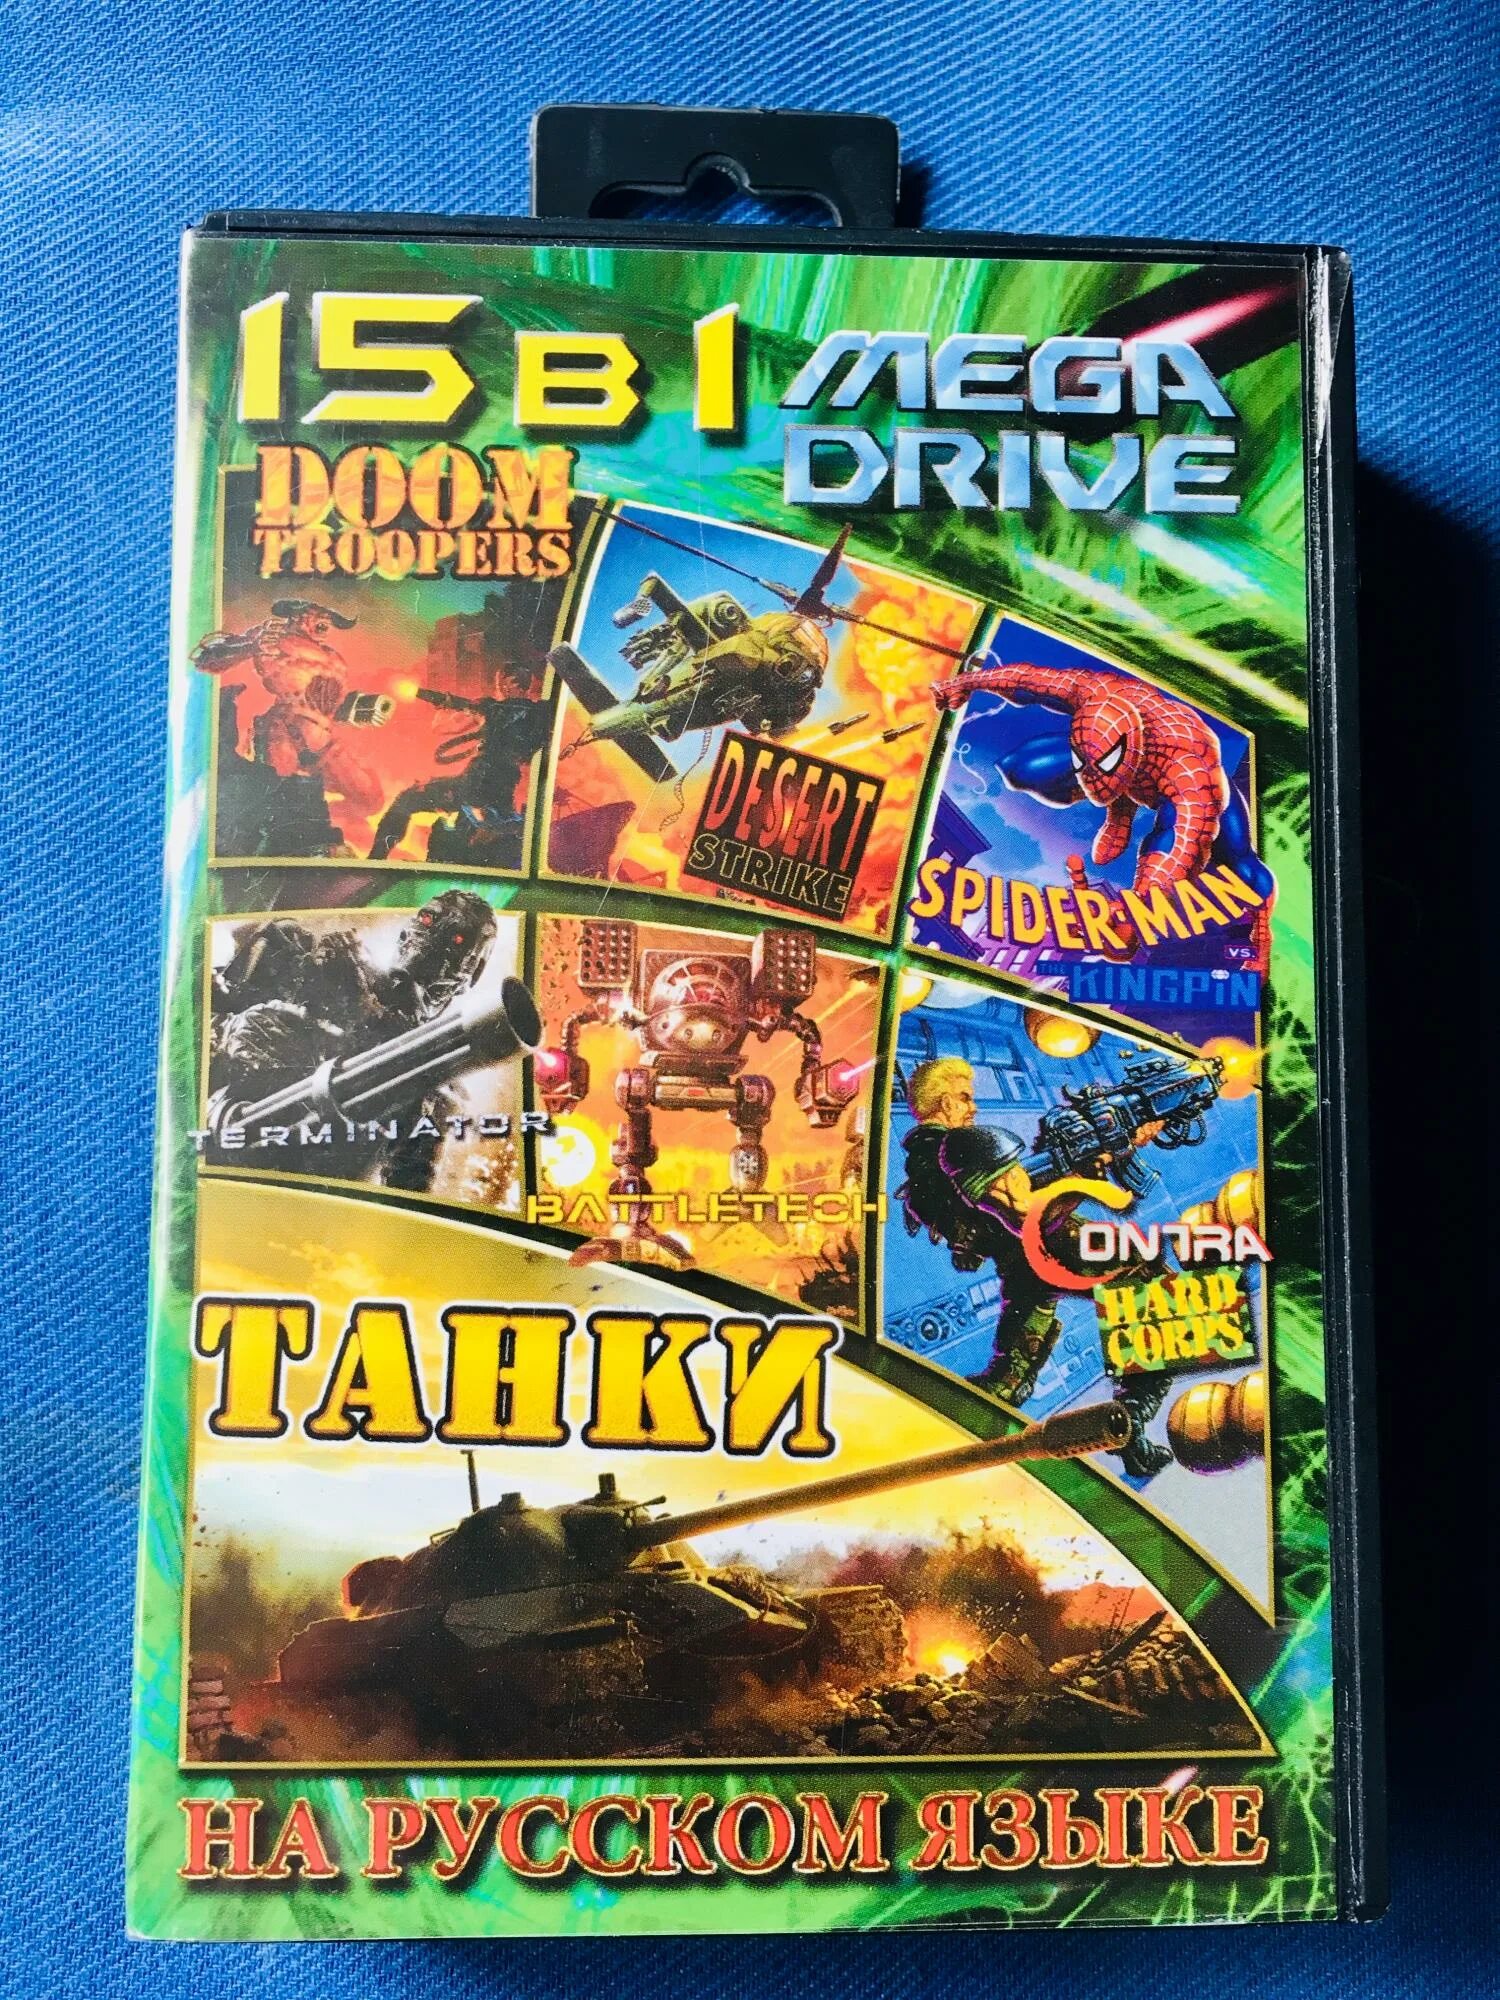 15 в 1
MEGA
DRIVE
DOOM
TROOPERS
DESERT
STRIKE
SPIDER-MAN
VS.
THE KINGPIN
TERMINATOR
BATTLETECH
CONTRA
HARD
CORPS
ТАНКИ
НА РУССКОМ ЯЗЫКЕ